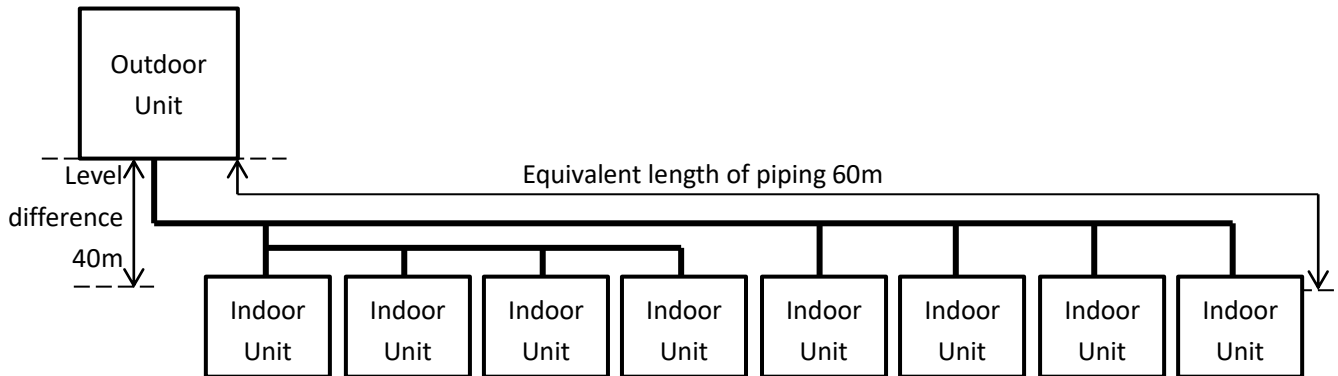 Outdoor
Unit
Level
difference
40m
Equivalent length of piping 60m
Indoor
Unit
Indoor
Unit
Indoor
Unit
Indoor
Unit
Indoor
Unit
Indoor
Unit
Indoor
Unit
Indoor
Unit